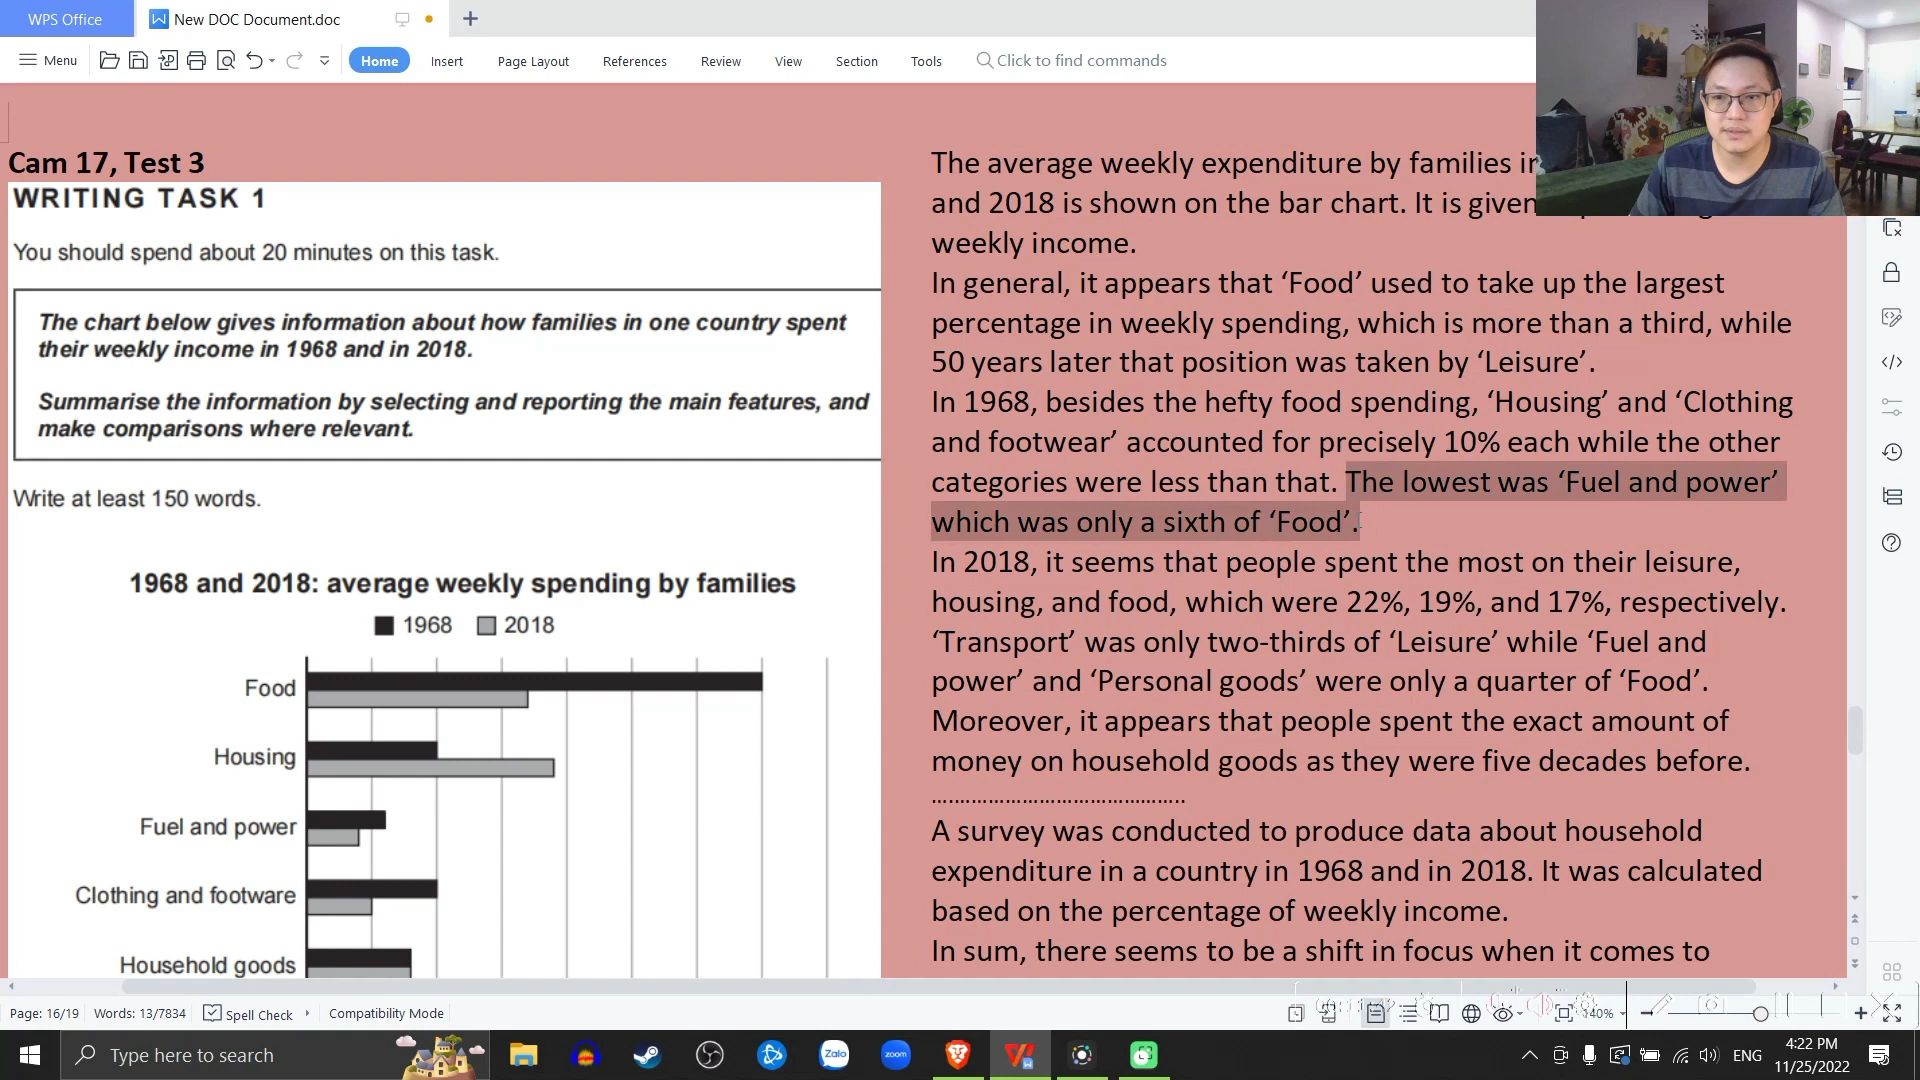 WPS Office
New DOC Document.doc
Menu
Home
Insert
Page Layout
References
Review
View
Section
Tools
Click to find commands
Cam 17, Test 3
WRITING TASK 1
You should spend about 20 minutes on this task.
The chart below gives information about how families in one country spent
their weekly income in 1968 and in 2018.
Summarise the information by selecting and reporting the main features, and
make comparisons where relevant.
Write at least 150 words.
1968 and 2018: average weekly spending by families
1968 2018
Food
Housing
Fuel and power
Clothing and footware
Household goods
The average weekly expenditure by families in
and 2018 is shown on the bar chart. It is given
weekly income.
In general, it appears that ‘Food’ used to take up the largest
percentage in weekly spending, which is more than a third, while
50 years later that position was taken by ‘Leisure’.
In 1968, besides the hefty food spending, ‘Housing’ and ‘Clothing
and footwear’ accounted for precisely 10% each while the other
categories were less than that. The lowest was ‘Fuel and power’
which was only a sixth of ‘Food’.
In 2018, it seems that people spent the most on their leisure,
housing, and food, which were 22%, 19%, and 17%, respectively.
‘Transport’ was only two-thirds of ‘Leisure’ while ‘Fuel and
power’ and ‘Personal goods’ were only a quarter of ‘Food’.
Moreover, it appears that people spent the exact amount of
money on household goods as they were five decades before.
…………………………………………..
A survey was conducted to produce data about household
expenditure in a country in 1968 and in 2018. It was calculated
based on the percentage of weekly income.
In sum, there seems to be a shift in focus when it comes to
Page: 16/19
Words: 13/7834
Spell Check
Compatibility Mode
140%
Type here to search
Zalo
zoom
ENG
4:22 PM
11/25/2022